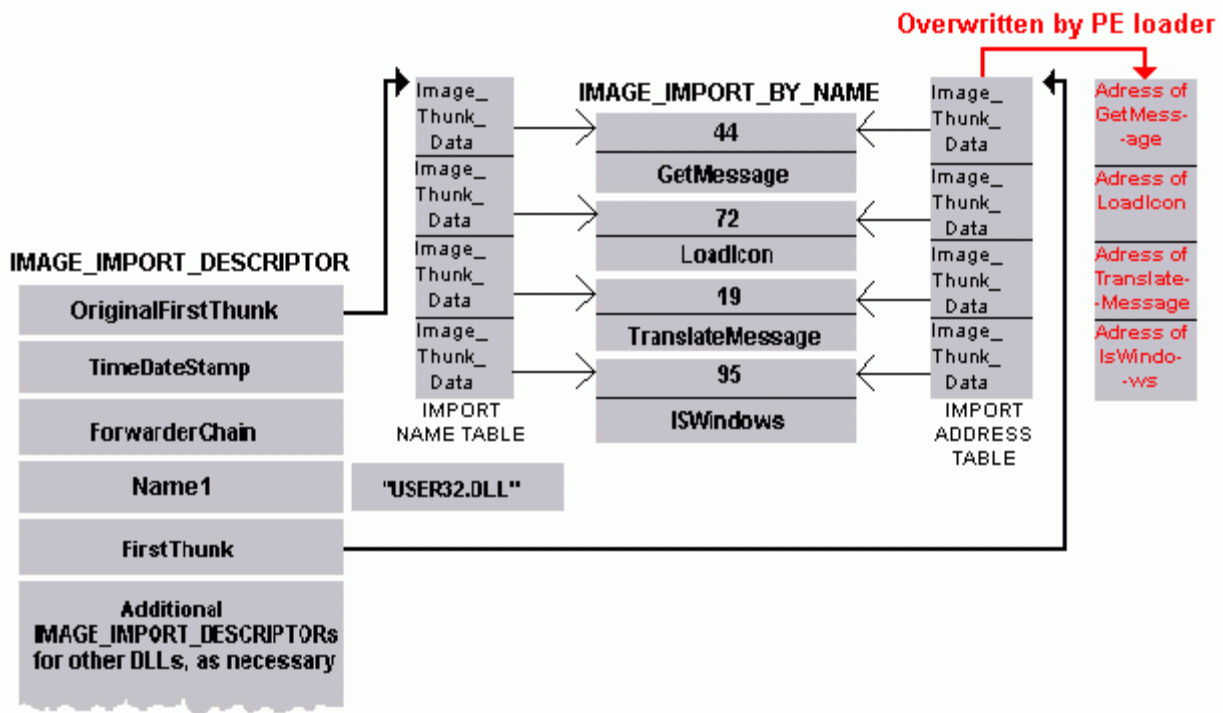 Overwritten by PE loader
Image_
Thunk_
Data
Image_
Thunk_
Data
Image_
Thunk_
Data
Image_
Thunk_
Data
IMPORT
NAME TABLE
IMAGE_IMPORT_BY_NAME
44
GetMessage
72
LoadIcon
19
TranslateMessage
95
ISWindows
Image_
Thunk_
Data
Image_
Thunk_
Data
Image_
Thunk_
Data
Image_
Thunk_
Data
IMPORT
ADDRESS
TABLE
Adress of
GetMess-
-age
Adress of
LoadIcon
Adress of
Translate-
-Message
Adress of
IsWindo-
-ws
IMAGE_IMPORT_DESCRIPTOR
OriginalFirstThunk
TimeDateStamp
ForwarderChain
Name1
"USER32.DLL"
FirstThunk
Additional
IMAGE_IMPORT_DESCRIPTORs
for other DLLs, as necessary